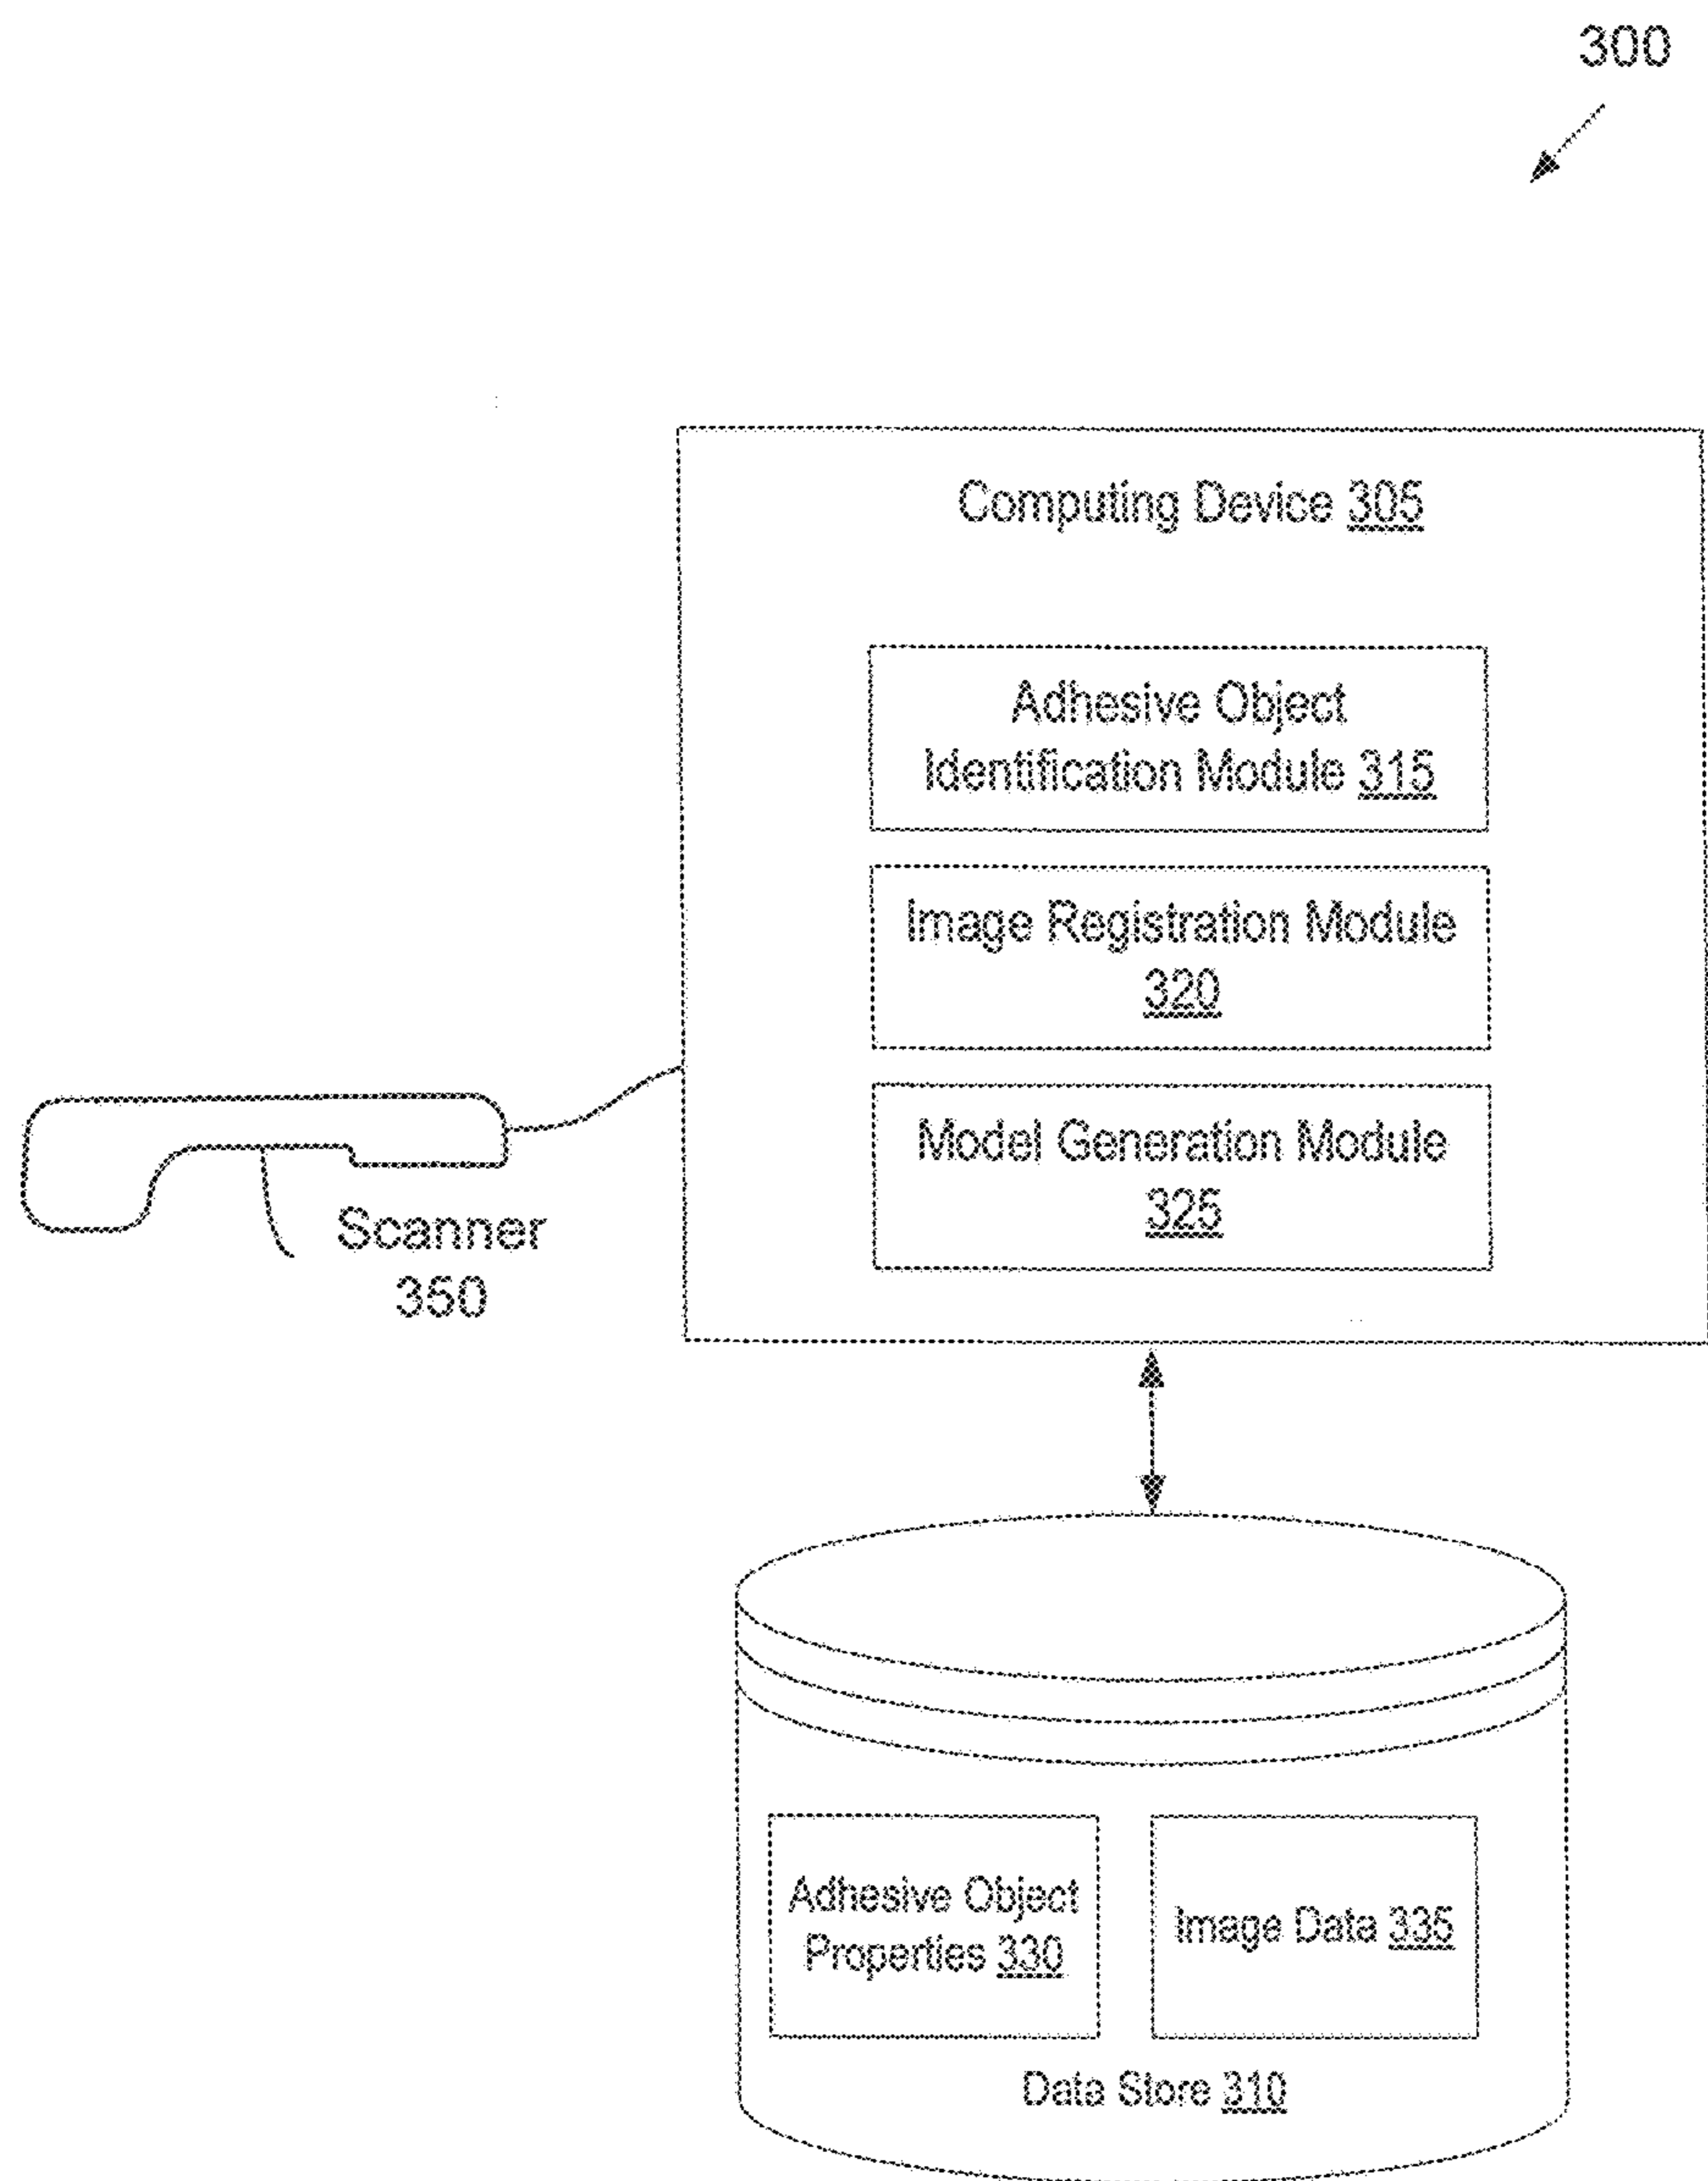 300
Computing Device 305
Adhesive Object
Identification Module 315
Image Registration Module
320
Model Generation Module
325
Scanner
350
Adhesive Object
Properties 330
Image Data 335
Data Store 310